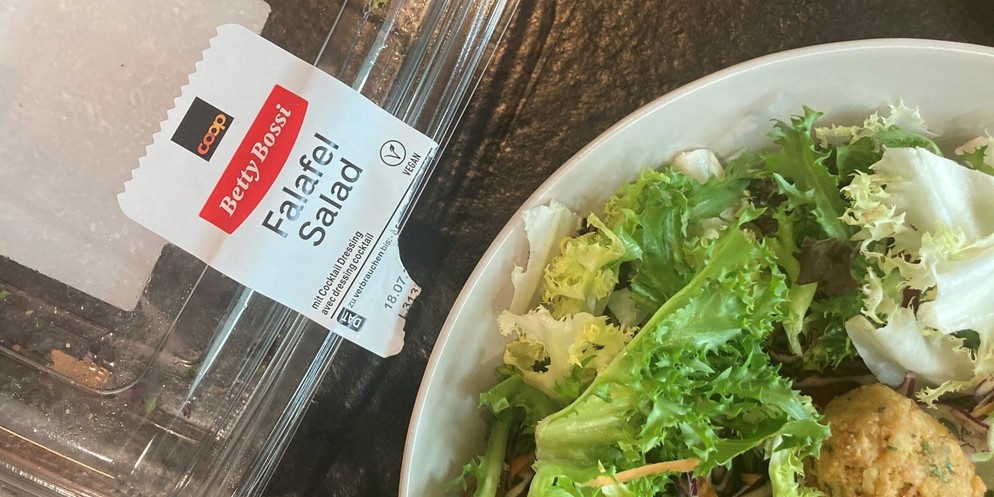 coop
Betty Bossi
Falafel
Salad
VEGAN
mit Cocktail Dressing
avec dressing cocktail
zu verbrauchen bis:
18.07